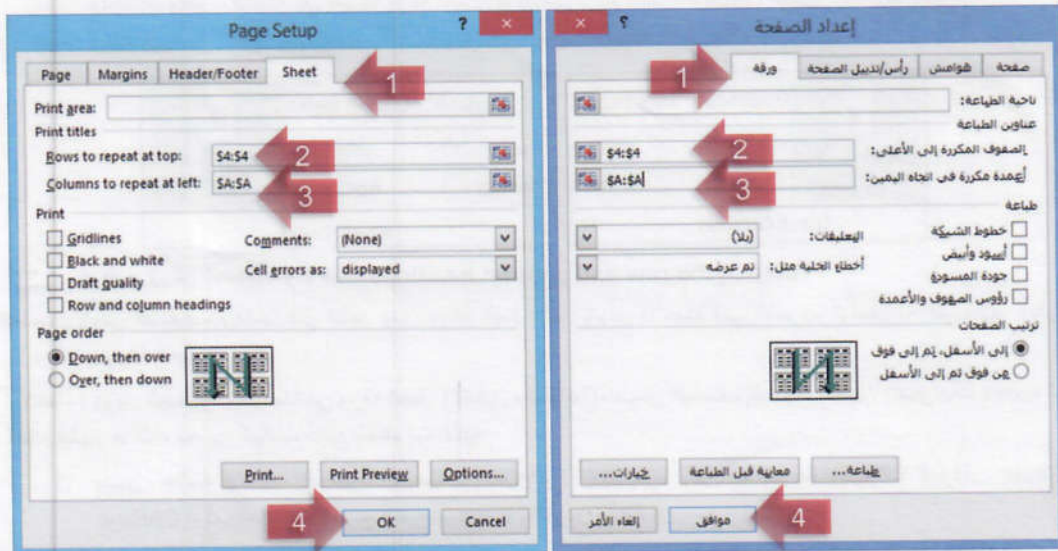 Page Setup ? ×
Page Margins Header/Footer Sheet
1
Print area:
Print titles
Rows to repeat at top: $4:$4
2
Columns to repeat at left: $A:$A
3
Print
Gridlines
Black and white
Draft quality
Row and column headings
Comments: (None)
Cell errors as: displayed
Page order
Down, then over
Over, then down
Print... Print Preview Options...
4
OK Cancel
إعداد الصفحة ؟ ×
صفحة هوامش رأس/تذييل الصفحة ورقة
1
ناحية الطباعة:
عناوين الطباعة
الصفوف المكررة إلى الأعلى: $4:$4
2
أعمدة مكررة في اتجاه اليمين: $A:$A
3
طباعة
خطوط الشبكة
أسود وأبيض
جودة المسودة
رؤوس الصفوف والأعمدة
التعليقات: (بلا)
أخطاء الخلية مثل: تم عرضه
ترتيب الصفحات
إلى الأسفل، ثم إلى فوق
من فوق ثم إلى الأسفل
طباعة... معاينة قبل الطباعة خيارات...
4
موافق إلغاء الأمر